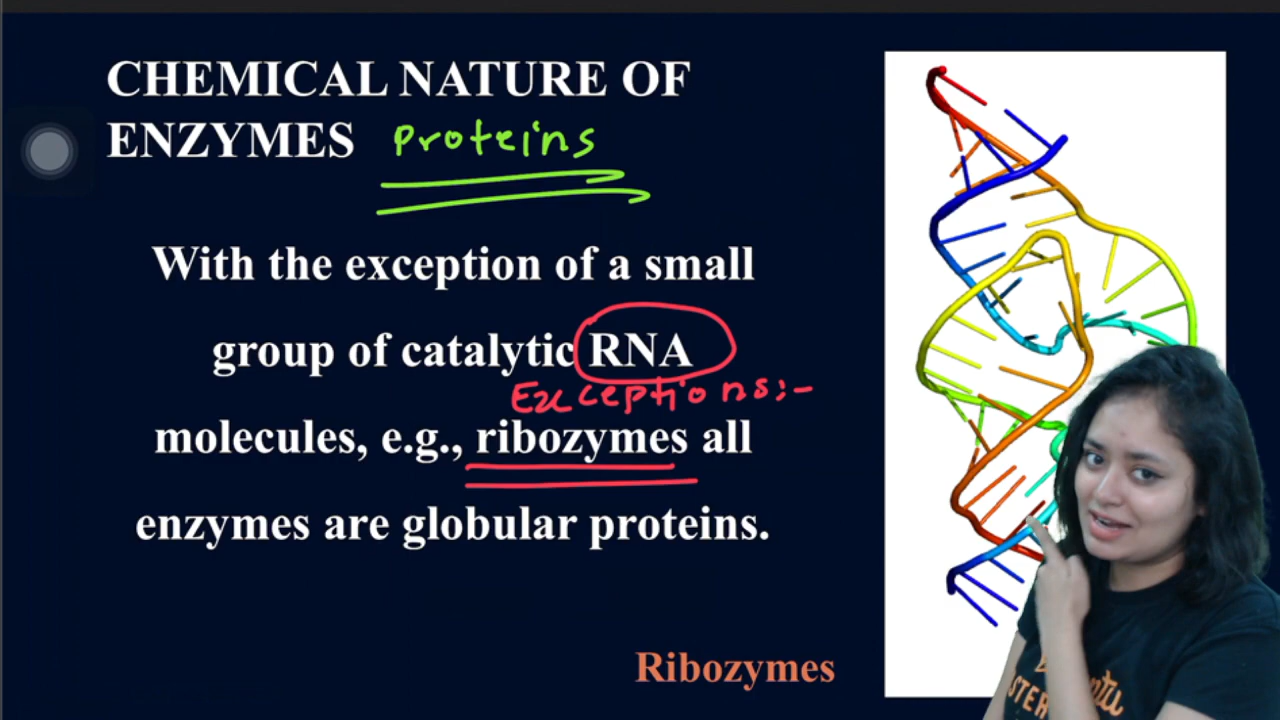 CHEMICAL NATURE OF
ENZYMES proteins
With the exception of a small
group of catalytic RNA
Exceptions:-
molecules, e.g., ribozymes all
enzymes are globular proteins.
Ribozymes